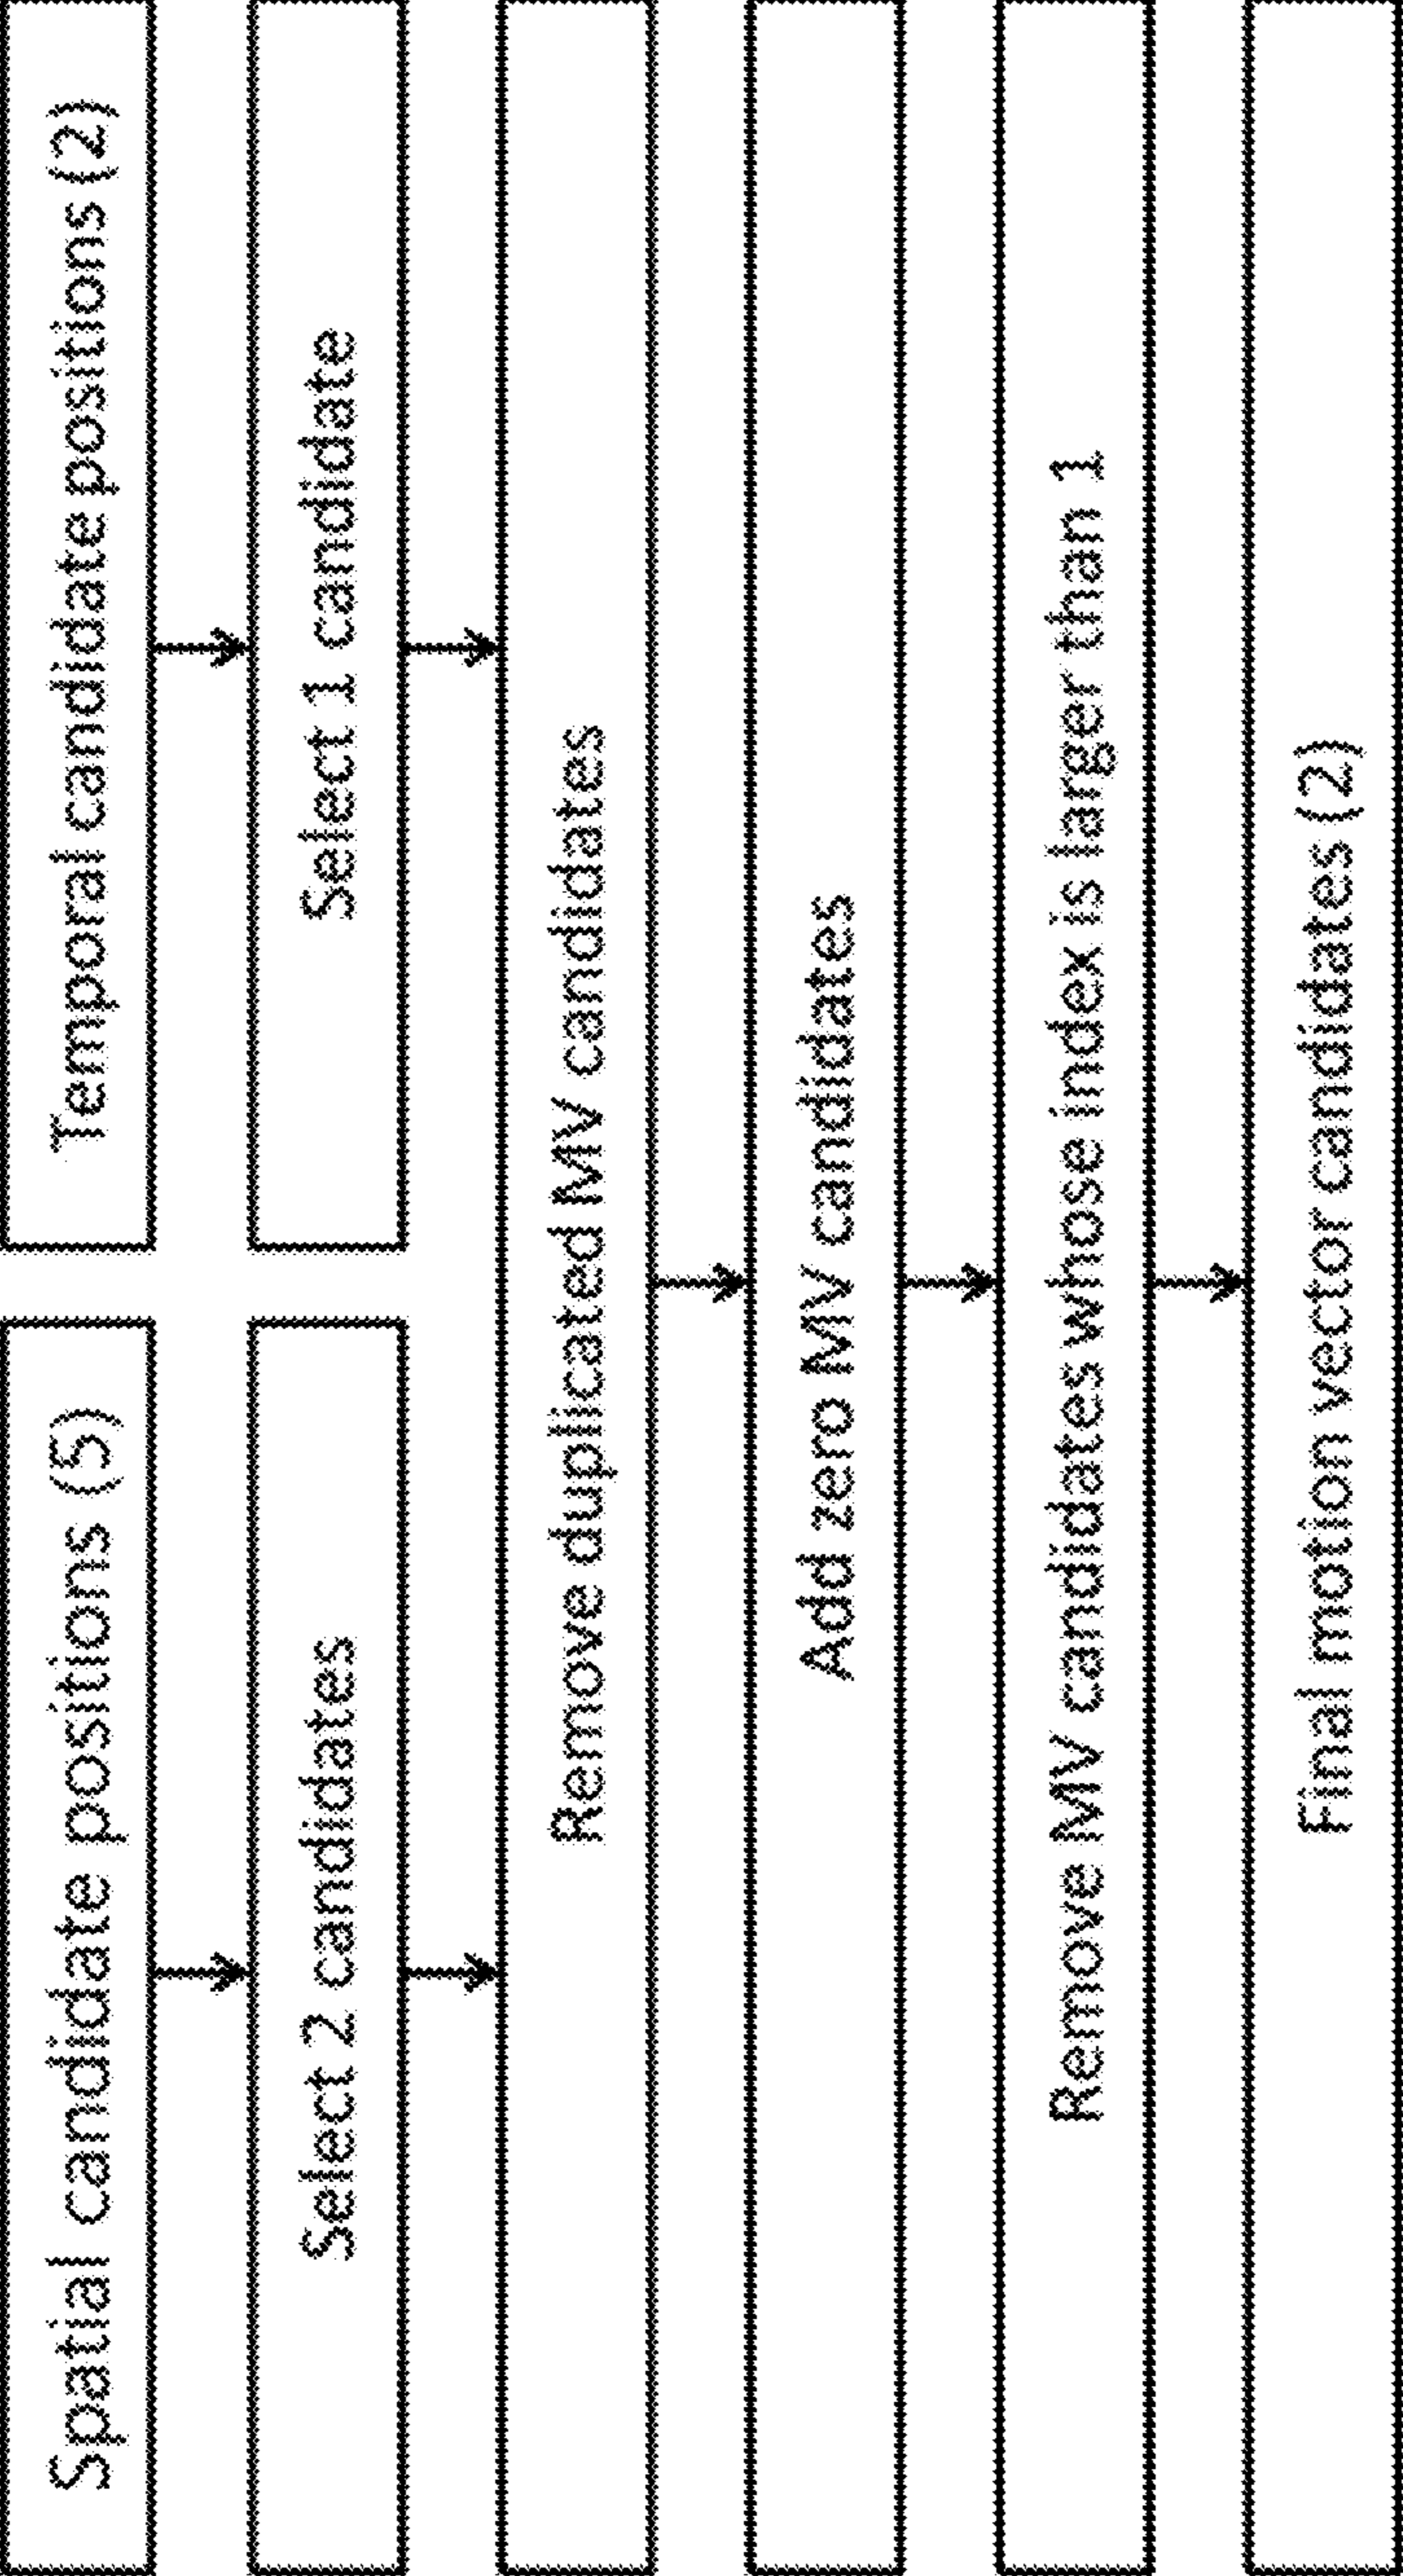 Spatial candidate positions (5)
Temporal candidate positions (2)
Select 2 candidates
Select 1 candidate
Remove duplicated MV candidates
Add zero MV candidates
Remove MV candidates whose index is larger than 1
Final motion vector candidates (2)